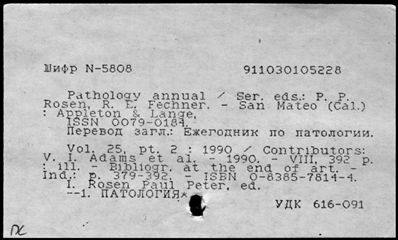 Шифр N-5808 911030105228
Pathology annual / Ser. eds.: P. P.
Rosen, R. E. Fechner. - San Mateo (Cal.)
: Appleton & Lange,
ISSN 0079-0184.
Перевод загл.: Ежегодник по патологии.
Vol. 25, pt. 2 : 1990 / Contributors:
V. I. Adams et al. - 1990. - VIII, 392 p.
: ill. - Bibliogr. at the end of art. -
Ind.: p. 379-392. - ISBN 0-8385-7814-4.
I. Rosen Paul Peter, ed.
--1. ПАТОЛОГИЯ*
УДК 616-091